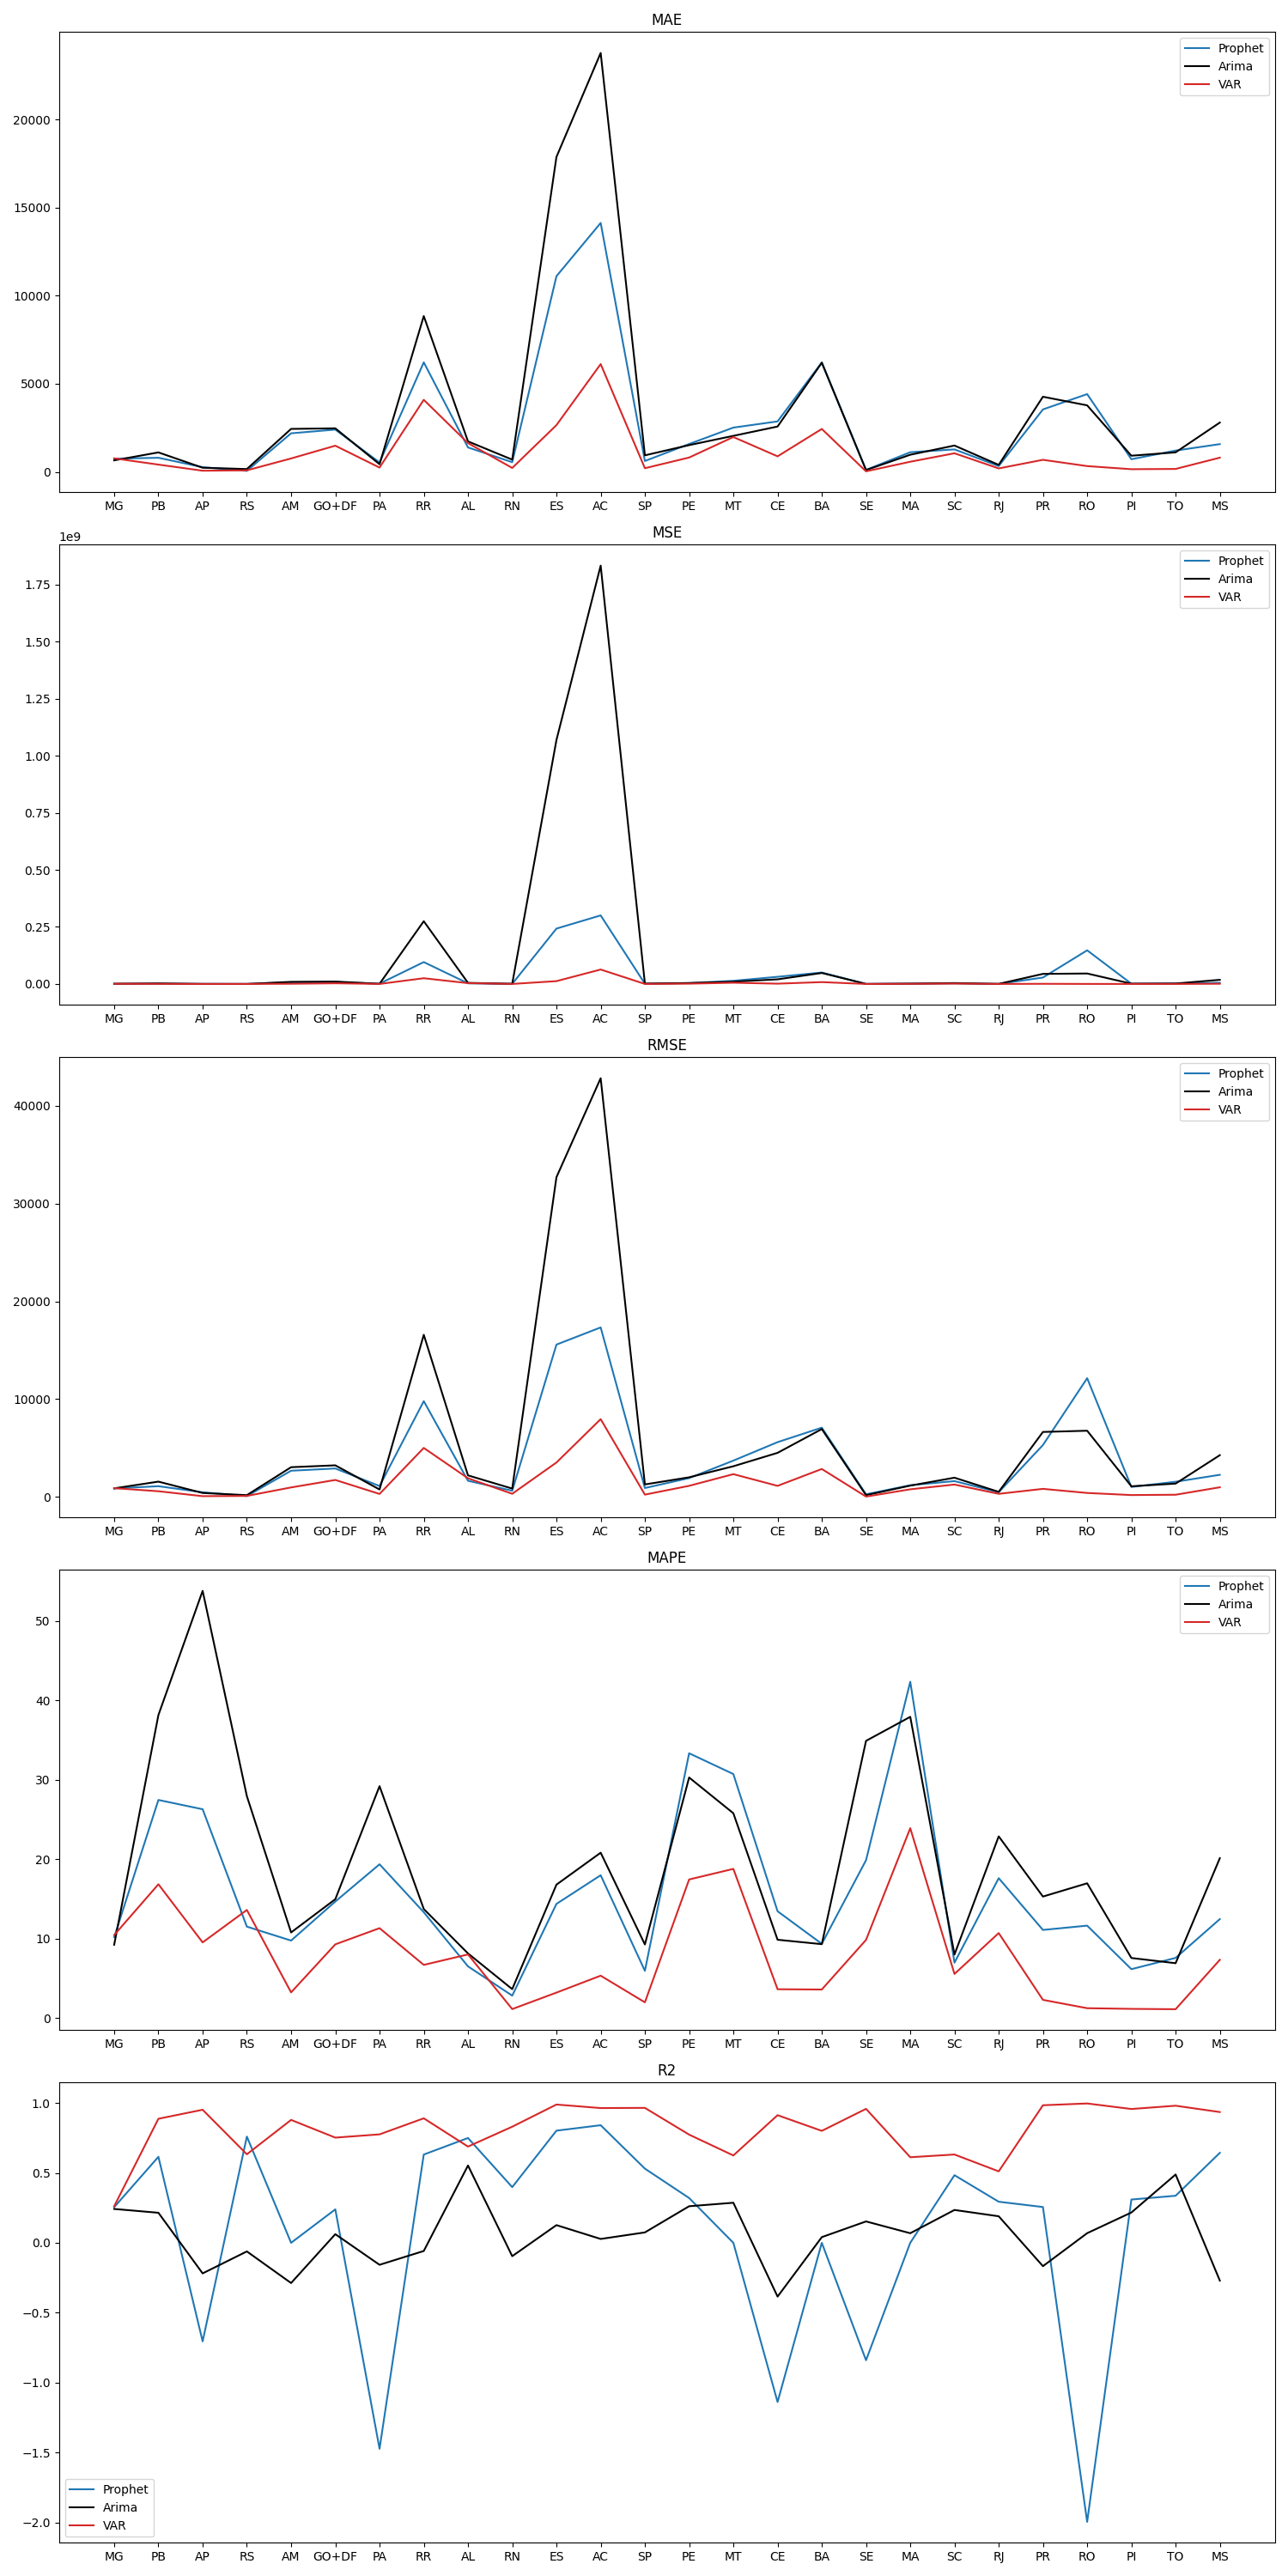 MAE
Prophet
Arima
VAR
20000
15000
10000
5000
0
MG PB AP RS AM GO+DF PA RR AL RN ES AC SP PE MT CE BA SE MA SC RJ PR RO PI TO MS
1e9
MSE
Prophet
Arima
VAR
1.75
1.50
1.25
1.00
0.75
0.50
0.25
0.00
MG PB AP RS AM GO+DF PA RR AL RN ES AC SP PE MT CE BA SE MA SC RJ PR RO PI TO MS
RMSE
Prophet
Arima
VAR
40000
30000
20000
10000
0
MG PB AP RS AM GO+DF PA RR AL RN ES AC SP PE MT CE BA SE MA SC RJ PR RO PI TO MS
MAPE
Prophet
Arima
VAR
50
40
30
20
10
0
MG PB AP RS AM GO+DF PA RR AL RN ES AC SP PE MT CE BA SE MA SC RJ PR RO PI TO MS
R2
1.0
0.5
0.0
−0.5
−1.0
−1.5
−2.0
Prophet
Arima
VAR
MG PB AP RS AM GO+DF PA RR AL RN ES AC SP PE MT CE BA SE MA SC RJ PR RO PI TO MS